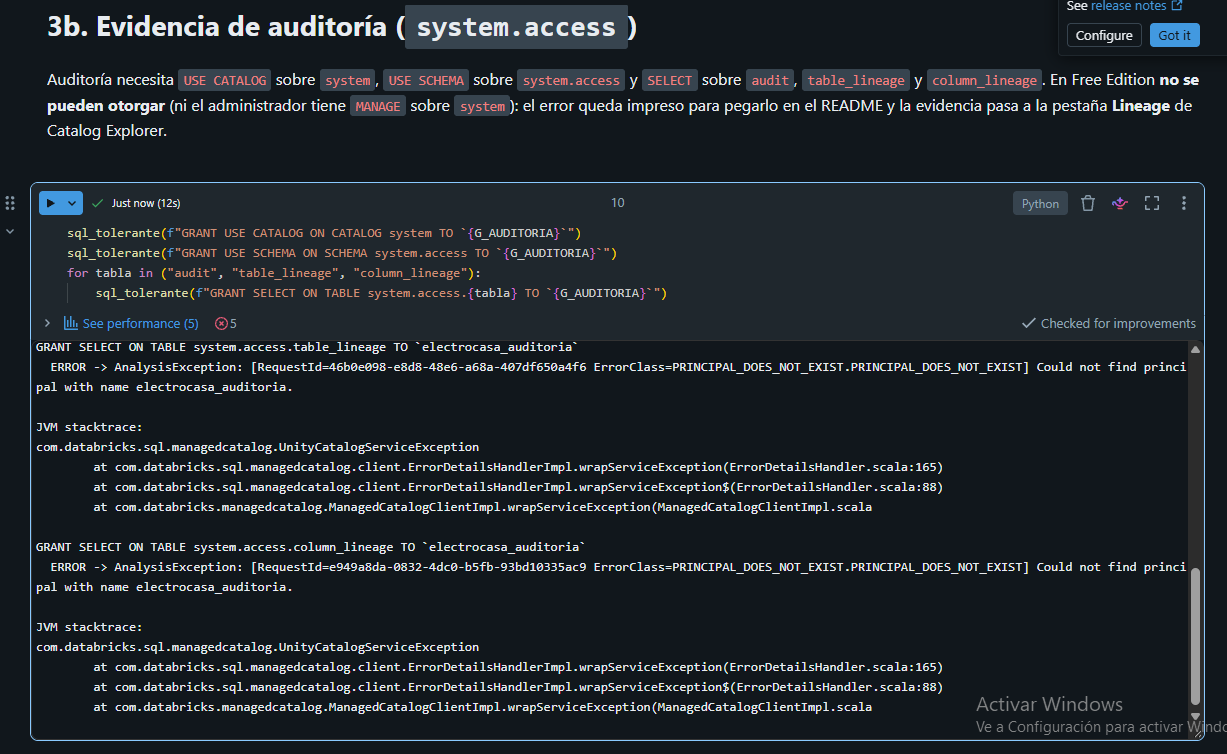 See release notes
Configure Got it
3b. Evidencia de auditoría ( system.access )
Auditoría necesita USE CATALOG sobre system, USE SCHEMA sobre system.access y SELECT sobre audit, table_lineage y column_lineage. En Free Edition no se
pueden otorgar (ni el administrador tiene MANAGE sobre system): el error queda impreso para pegarlo en el README y la evidencia pasa a la pestaña Lineage de
Catalog Explorer.
Just now (12s) 10 Python
sql_tolerante(f"GRANT USE CATALOG ON CATALOG system TO `{G_AUDITORIA}`")
sql_tolerante(f"GRANT USE SCHEMA ON SCHEMA system.access TO `{G_AUDITORIA}`")
for tabla in ("audit", "table_lineage", "column_lineage"):
    sql_tolerante(f"GRANT SELECT ON TABLE system.access.{tabla} TO `{G_AUDITORIA}`")
See performance (5) 5 Checked for improvements
GRANT SELECT ON TABLE system.access.table_lineage TO `electrocasa_auditoria`
  ERROR -> AnalysisException: [RequestId=46b0e098-e8d8-48e6-a68a-407df650a4f6 ErrorClass=PRINCIPAL_DOES_NOT_EXIST.PRINCIPAL_DOES_NOT_EXIST] Could not find princi
pal with name electrocasa_auditoria.
JVM stacktrace:
com.databricks.sql.managedcatalog.UnityCatalogServiceException
        at com.databricks.sql.managedcatalog.client.ErrorDetailsHandlerImpl.wrapServiceException(ErrorDetailsHandler.scala:165)
        at com.databricks.sql.managedcatalog.client.ErrorDetailsHandlerImpl.wrapServiceException$(ErrorDetailsHandler.scala:88)
        at com.databricks.managedcatalog.ManagedCatalogClientImpl.wrapServiceException(ManagedCatalogClientImpl.scala
GRANT SELECT ON TABLE system.access.column_lineage TO `electrocasa_auditoria`
  ERROR -> AnalysisException: [RequestId=e949a8da-0832-4dc0-b5fb-93bd10335ac9 ErrorClass=PRINCIPAL_DOES_NOT_EXIST.PRINCIPAL_DOES_NOT_EXIST] Could not find princi
pal with name electrocasa_auditoria.
JVM stacktrace:
com.databricks.sql.managedcatalog.UnityCatalogServiceException
        at com.databricks.sql.managedcatalog.client.ErrorDetailsHandlerImpl.wrapServiceException(ErrorDetailsHandler.scala:165)
        at com.databricks.sql.managedcatalog.client.ErrorDetailsHandlerImpl.wrapServiceException$(ErrorDetailsHandler.scala:88)
        at com.databricks.managedcatalog.ManagedCatalogClientImpl.wrapServiceException(ManagedCatalogClientImpl.scala
Activar Windows
Ve a Configuración para activar Windo